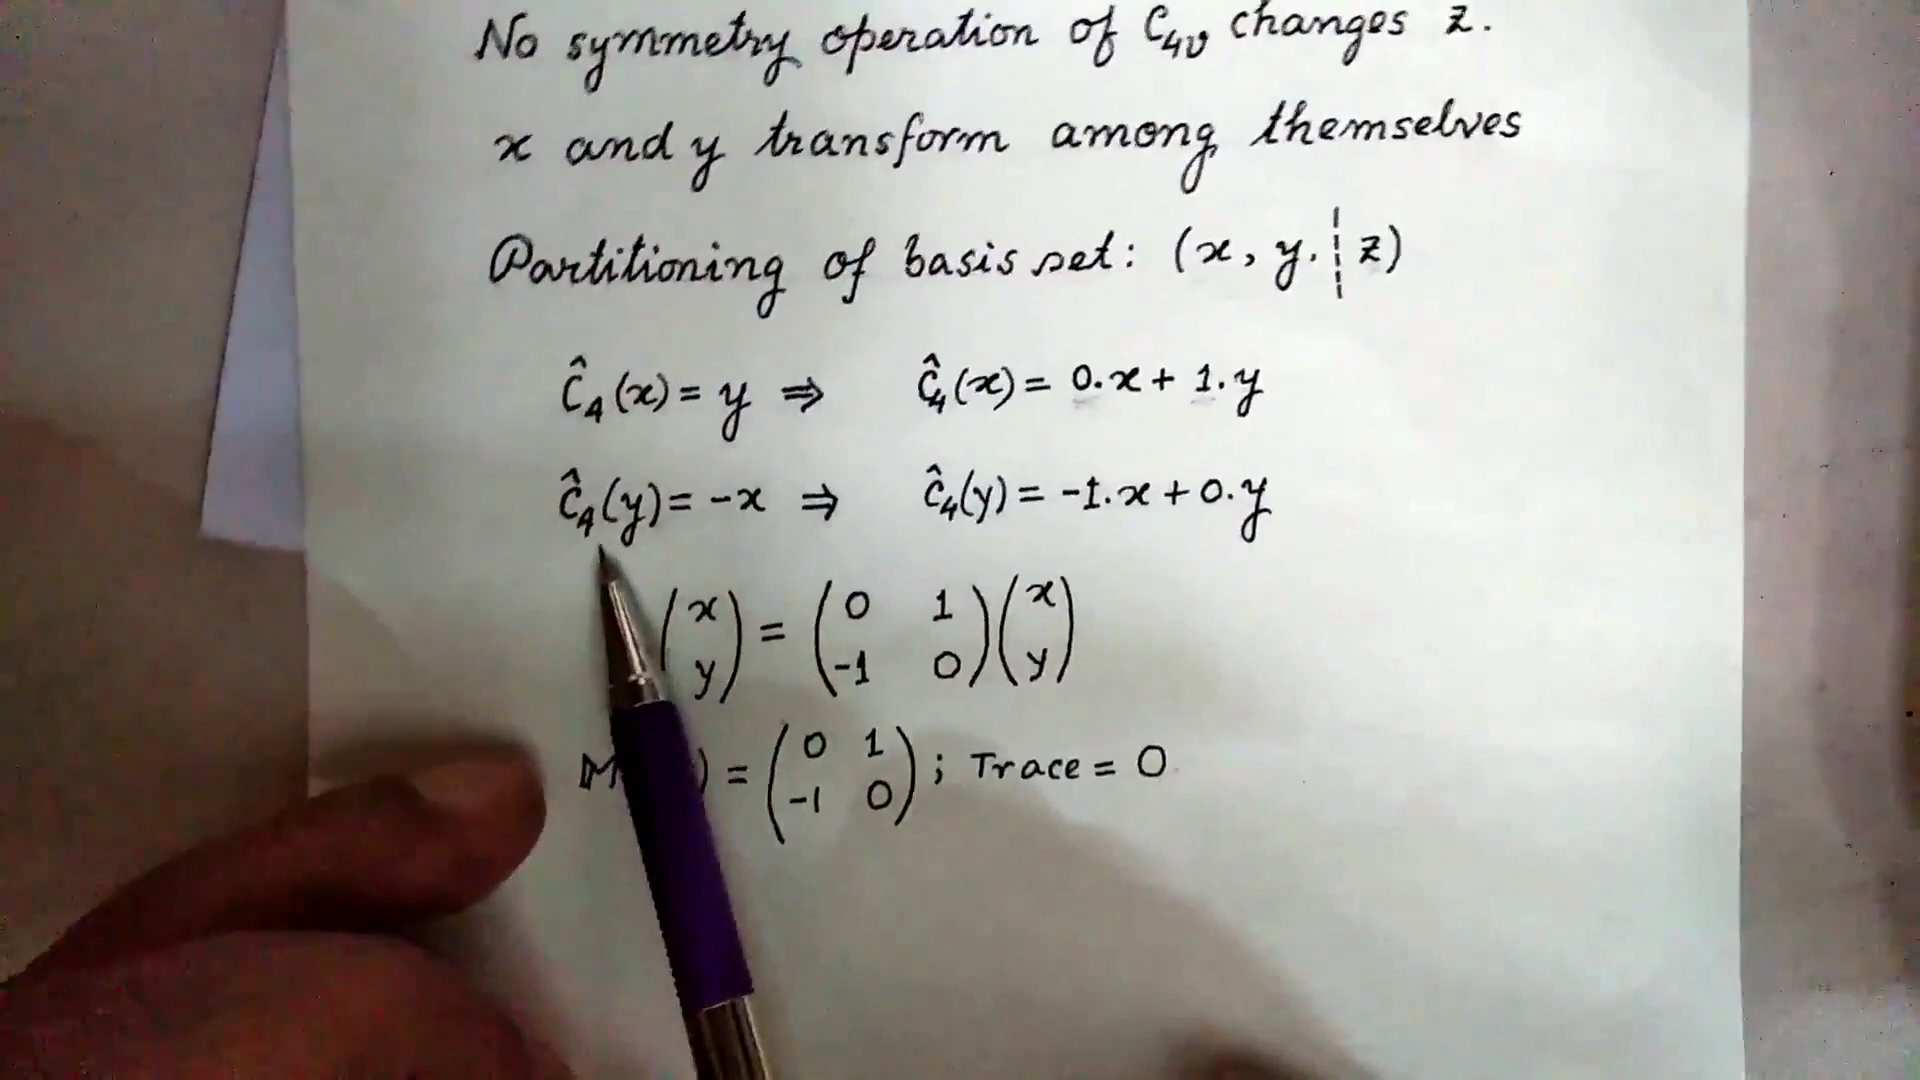 No symmetry operation of C₄ᵥ changes z.
x and y transform among themselves
Partitioning of basis set: (x, y. ¦ z)
Ĉ₄(x) = y ⇒ Ĉ₄(x) = 0.x + 1.y
Ĉ₄(y) = -x ⇒ Ĉ₄(y) = -1.x + 0.y
(x y) = (0 1 -1 0)(x y)
M ) = (0 1 -1 0) ; Trace = 0